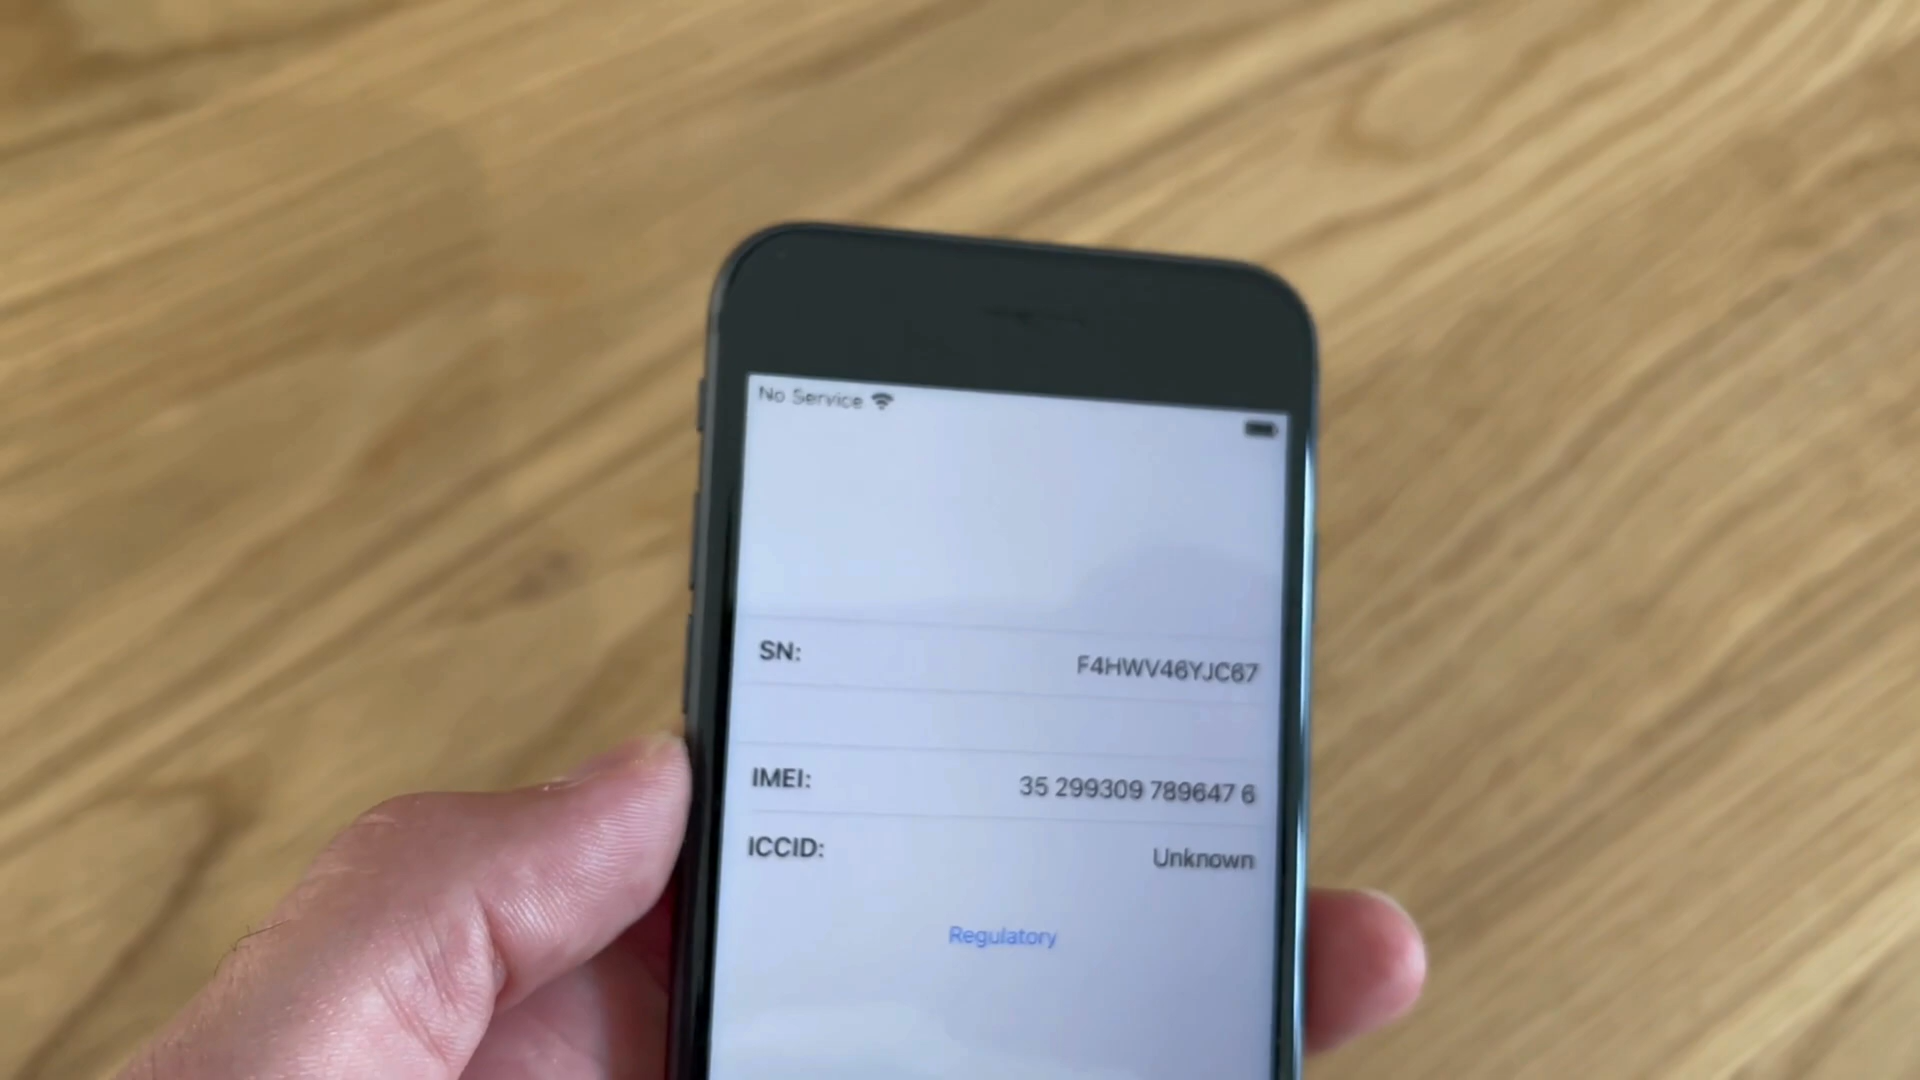 No Service
SN: F4HWV46YJC67
IMEI: 35 299309 789647 6
ICCID: Unknown
Regulatory